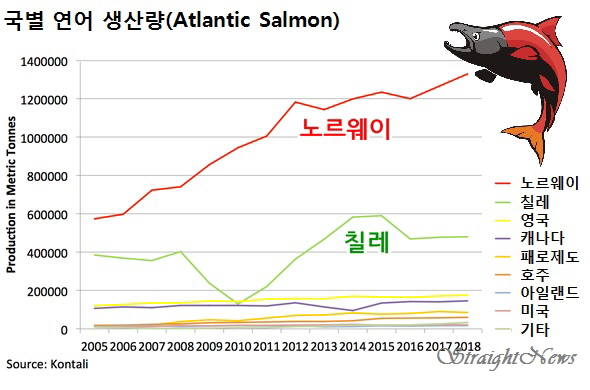 국별 연어 생산량(Atlantic Salmon)
Production in Metric Tonnes
1400000
1200000
1000000
800000
600000
400000
200000
0
노르웨이
칠레
2005 2006 2007 2008 2009 2010 2011 2012 2013 2014 2015 2016 2017 2018
노르웨이
칠레
영국
캐나다
패로제도
호주
아일랜드
미국
기타
Source: Kontali
StraightNews